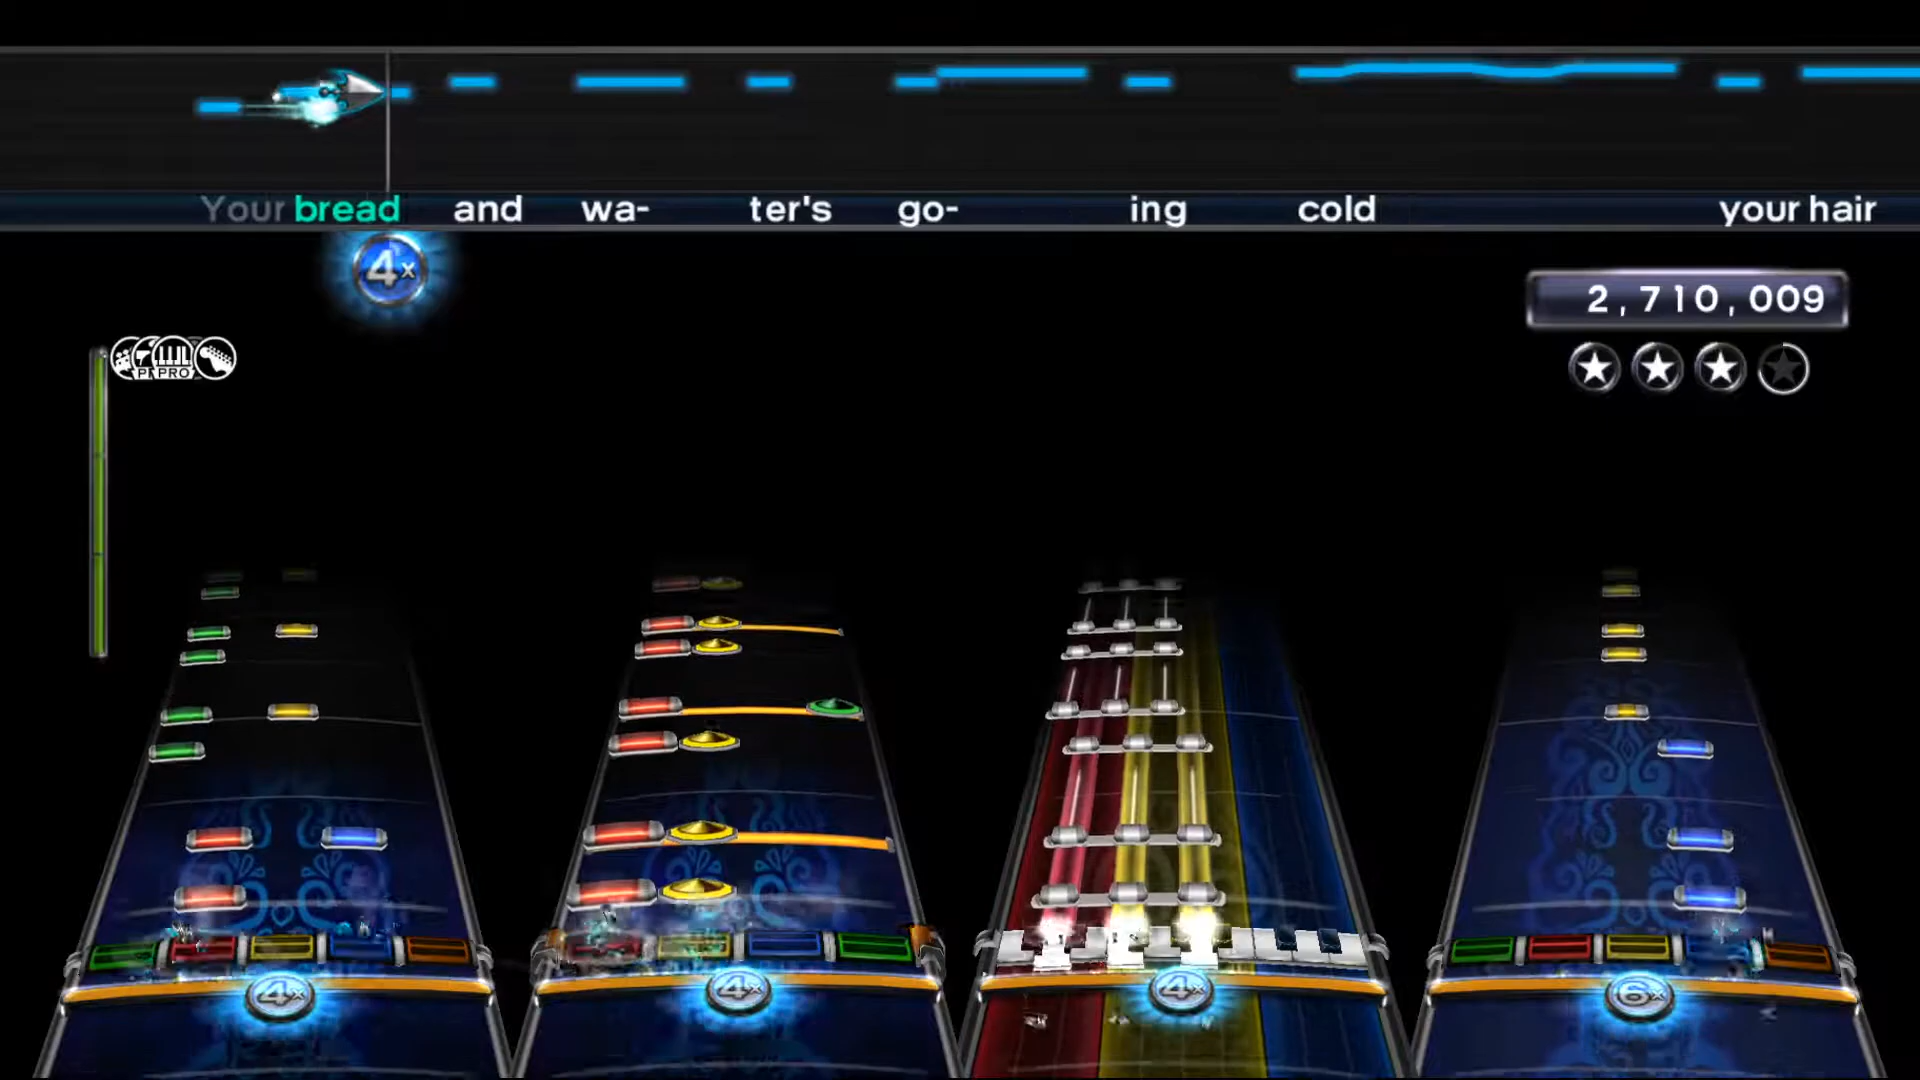 Your bread and wa- ter's go- ing cold your hair
4x
2,710,009
PRO
4x 4x 4x 6x